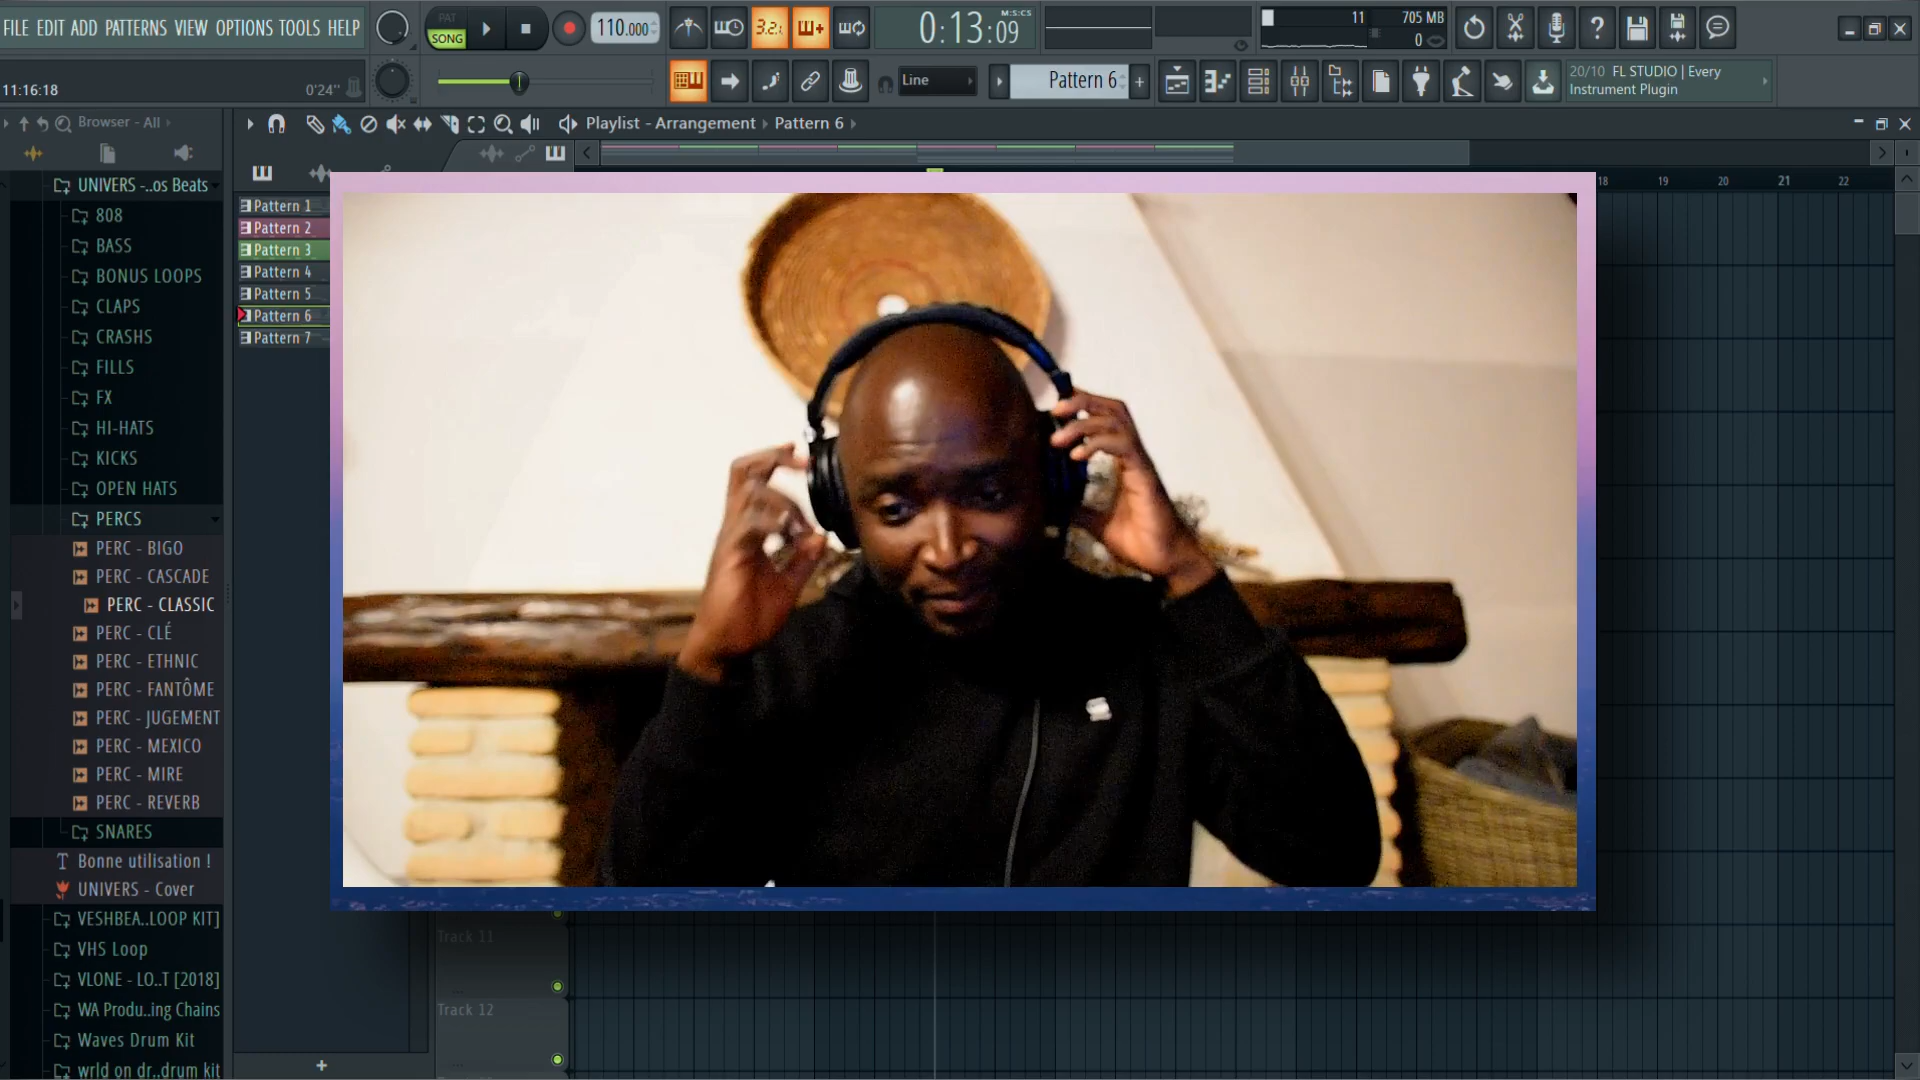 FILE EDIT ADD PATTERNS VIEW OPTIONS TOOLS HELP
PAT
SONG
110.000
3.2.
0:13:09
M:S:CS
11
705 MB
0
11:16:18
0'24"
Line
Pattern 6
20/10 FL STUDIO | Every
Instrument Plugin
Browser - All
Playlist - Arrangement
Pattern 6
18
19
20
21
22
UNIVERS -..os Beats
808
BASS
BONUS LOOPS
CLAPS
CRASHS
FILLS
FX
HI-HATS
KICKS
OPEN HATS
PERCS
PERC - BIGO
PERC - CASCADE
PERC - CLASSIC
PERC - CLÉ
PERC - ETHNIC
PERC - FANTÔME
PERC - JUGEMENT
PERC - MEXICO
PERC - MIRE
PERC - REVERB
SNARES
Bonne utilisation !
UNIVERS - Cover
VESHBEA..LOOP KIT]
VHS Loop
VLONE - LO..T [2018]
WA Produ..ing Chains
Waves Drum Kit
wrld on dr..drum kit
Pattern 1
Pattern 2
Pattern 3
Pattern 4
Pattern 5
Pattern 6
Pattern 7
Track 11
Track 12